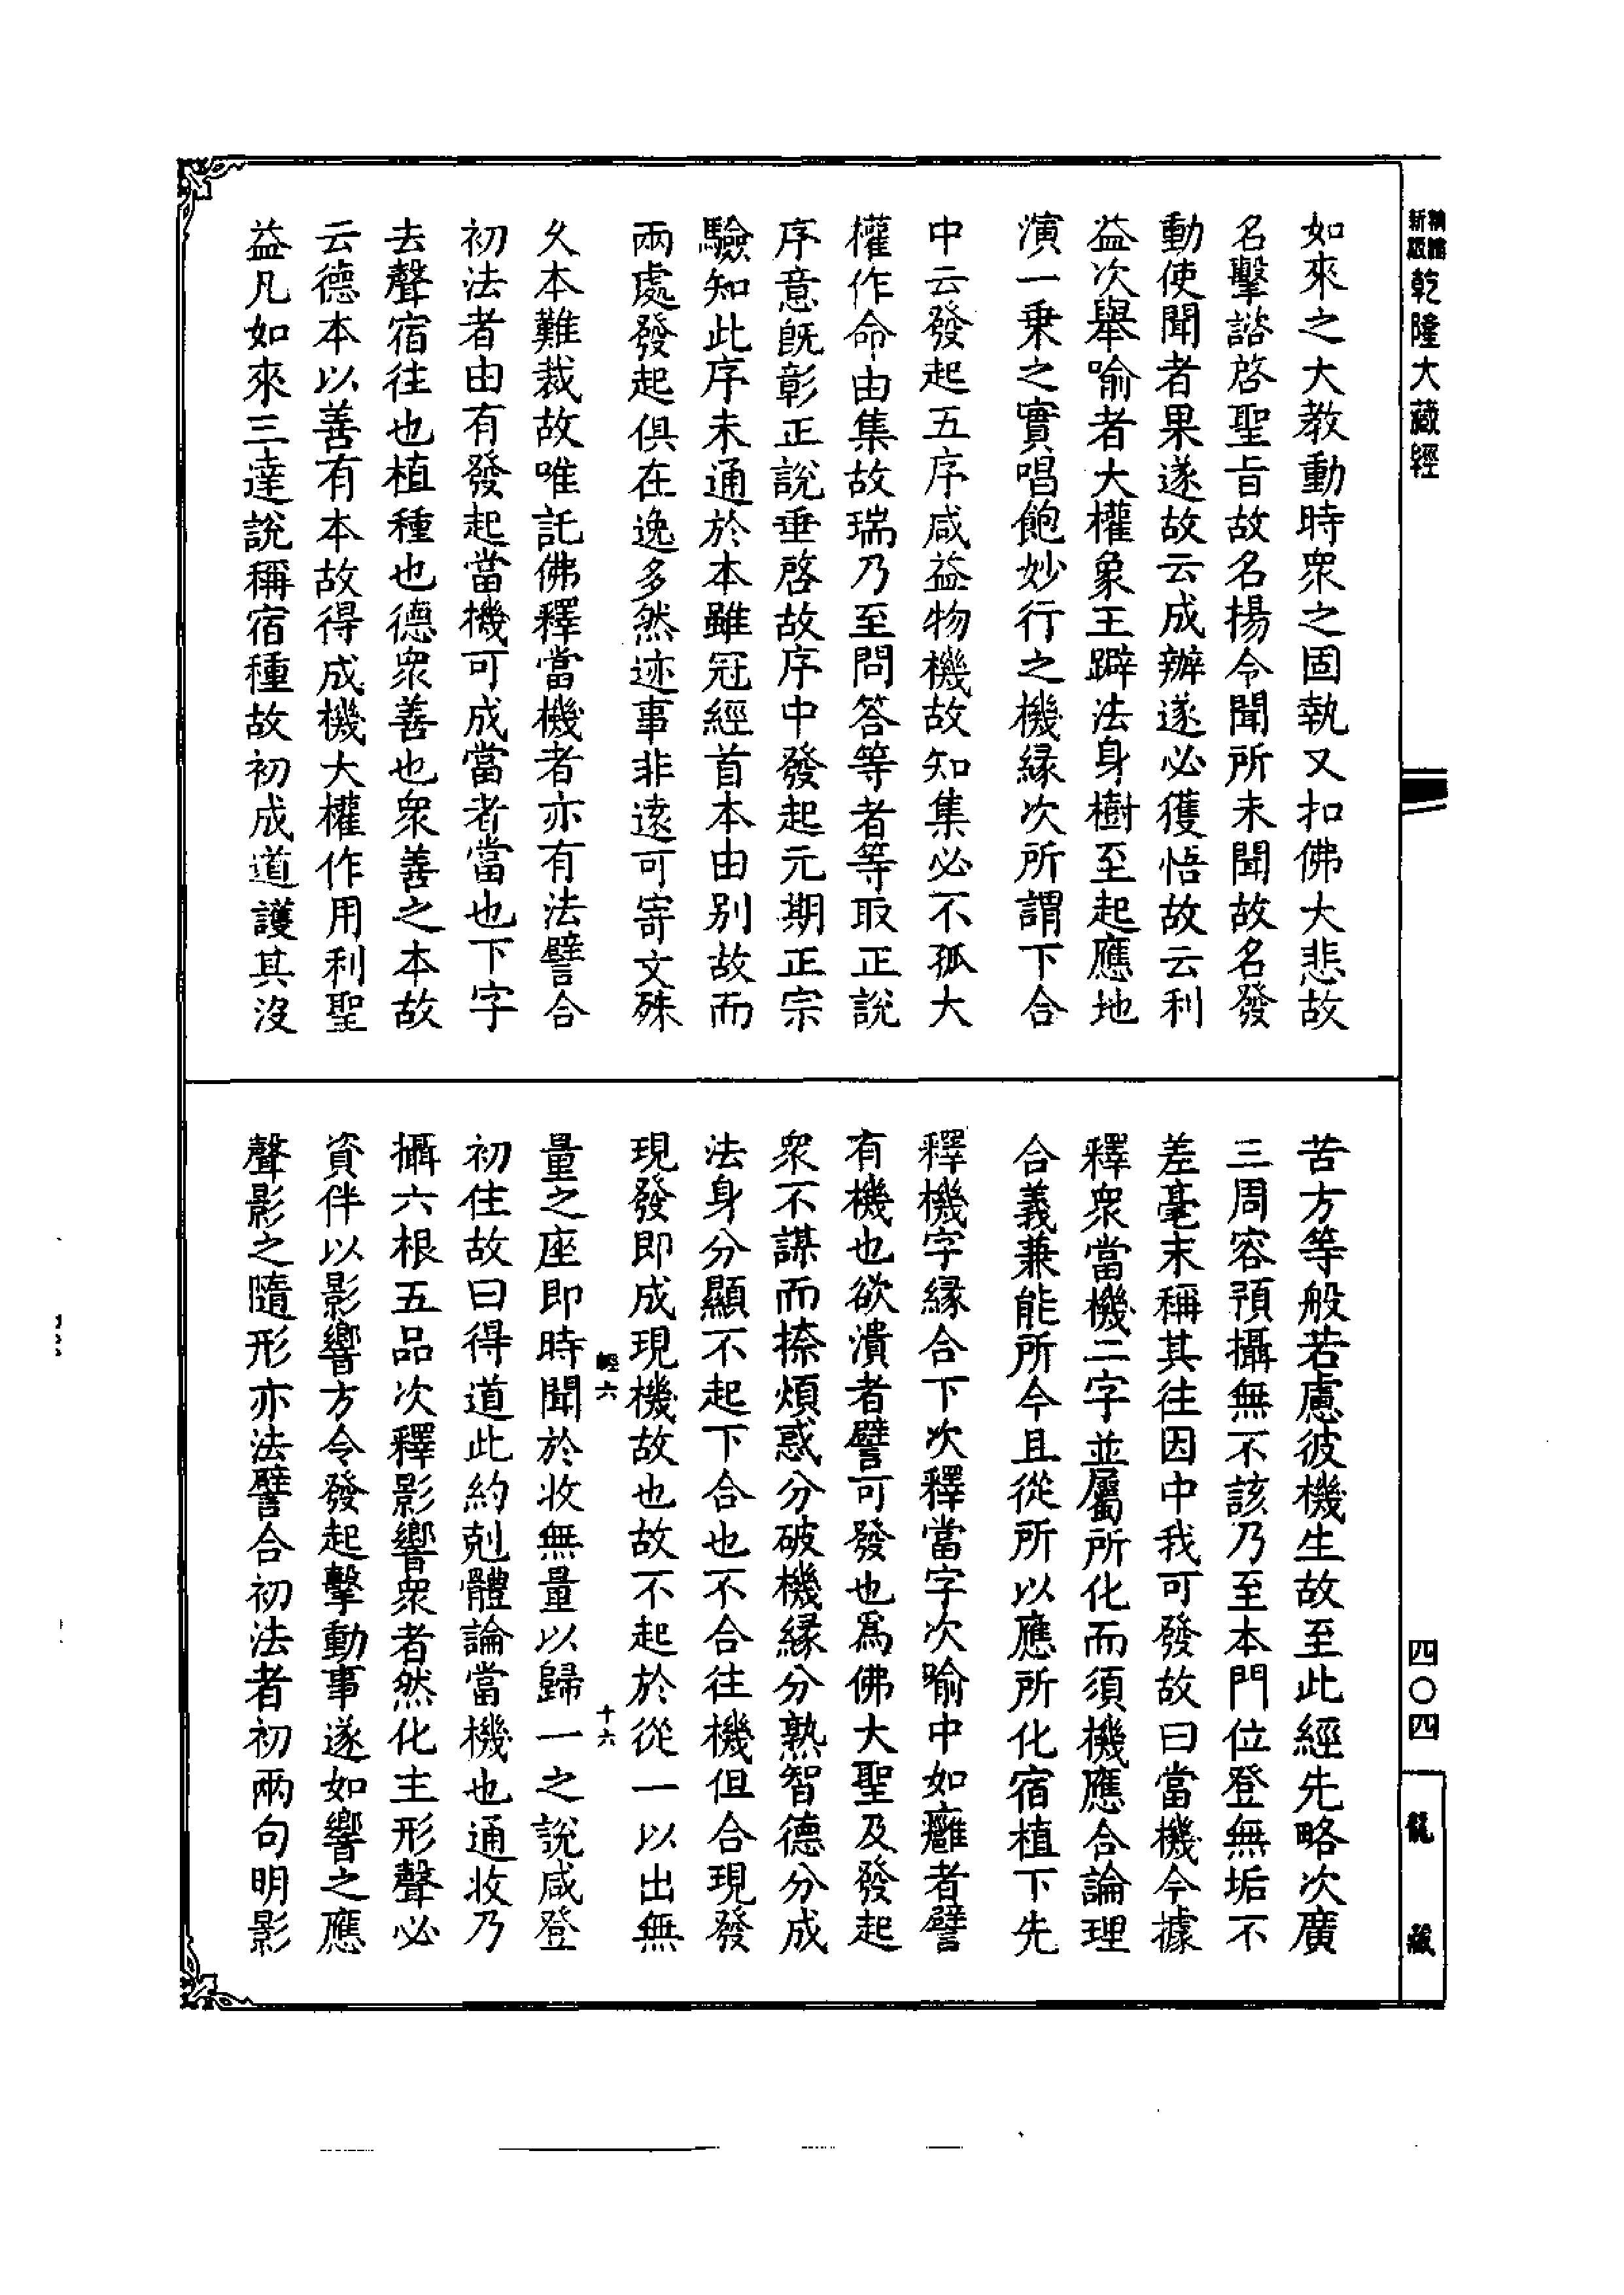 新編縮版乾隆大藏經
四〇四
龍藏
如來之大教動時衆之固執又扣佛大悲故
名擊諮啓聖旨故名揚令聞所未聞故名發
動使聞者果遂故云成辦遂必獲悟故云利
益次舉喻者大權象王躃法身樹至起應地
演一乗之實唱飽妙行之機縁次所謂下合
中云發起五序咸益物機故知集必不孤大
權作命由集故瑞乃至問答等者等取正説
序意旣彰正說垂啓故序中發起元期正宗
驗知此序未通於本雖冠經首本由别故而
兩處發起俱在逸多然迹事非遠可寄文殊
久本難裁故唯託佛釋當機者亦有法譬合
初法者由有發起當機可成當者當也下字
去聲宿往也植種也德衆善也衆善之本故
云德本以善有本故得成機大權作用利聖
益凡如來三達説稱宿種故初成道護其沒
苦方等般若慮彼機生故至此經先略次廣
三周容預攝無不該乃至本門位登無垢不
差毫末稱其往因中我可發故曰當機今據
釋衆當機二字並屬所化而須機應合論理
合義兼能所今且從所以應所化宿植下先
釋機字縁合下次釋當字次喻中如癰者譬
有機也欲潰者譬可發也爲佛大聖及發起
衆不謀而捺煩惑分破機縁分熟智德分成
法身分顯不起下合也不合往機但合現發
現發即成現機故也故不起於從一以出無
輕六　十六
量之座即時聞於收無量以歸一之說咸登
初住故曰得道此約剋體論當機也通收乃
攝六根五品次釋影響衆者然化主形聲必
資伴以影響方令發起擊動事遂如響之應
聲影之隨形亦法譬合初法者初兩句明影